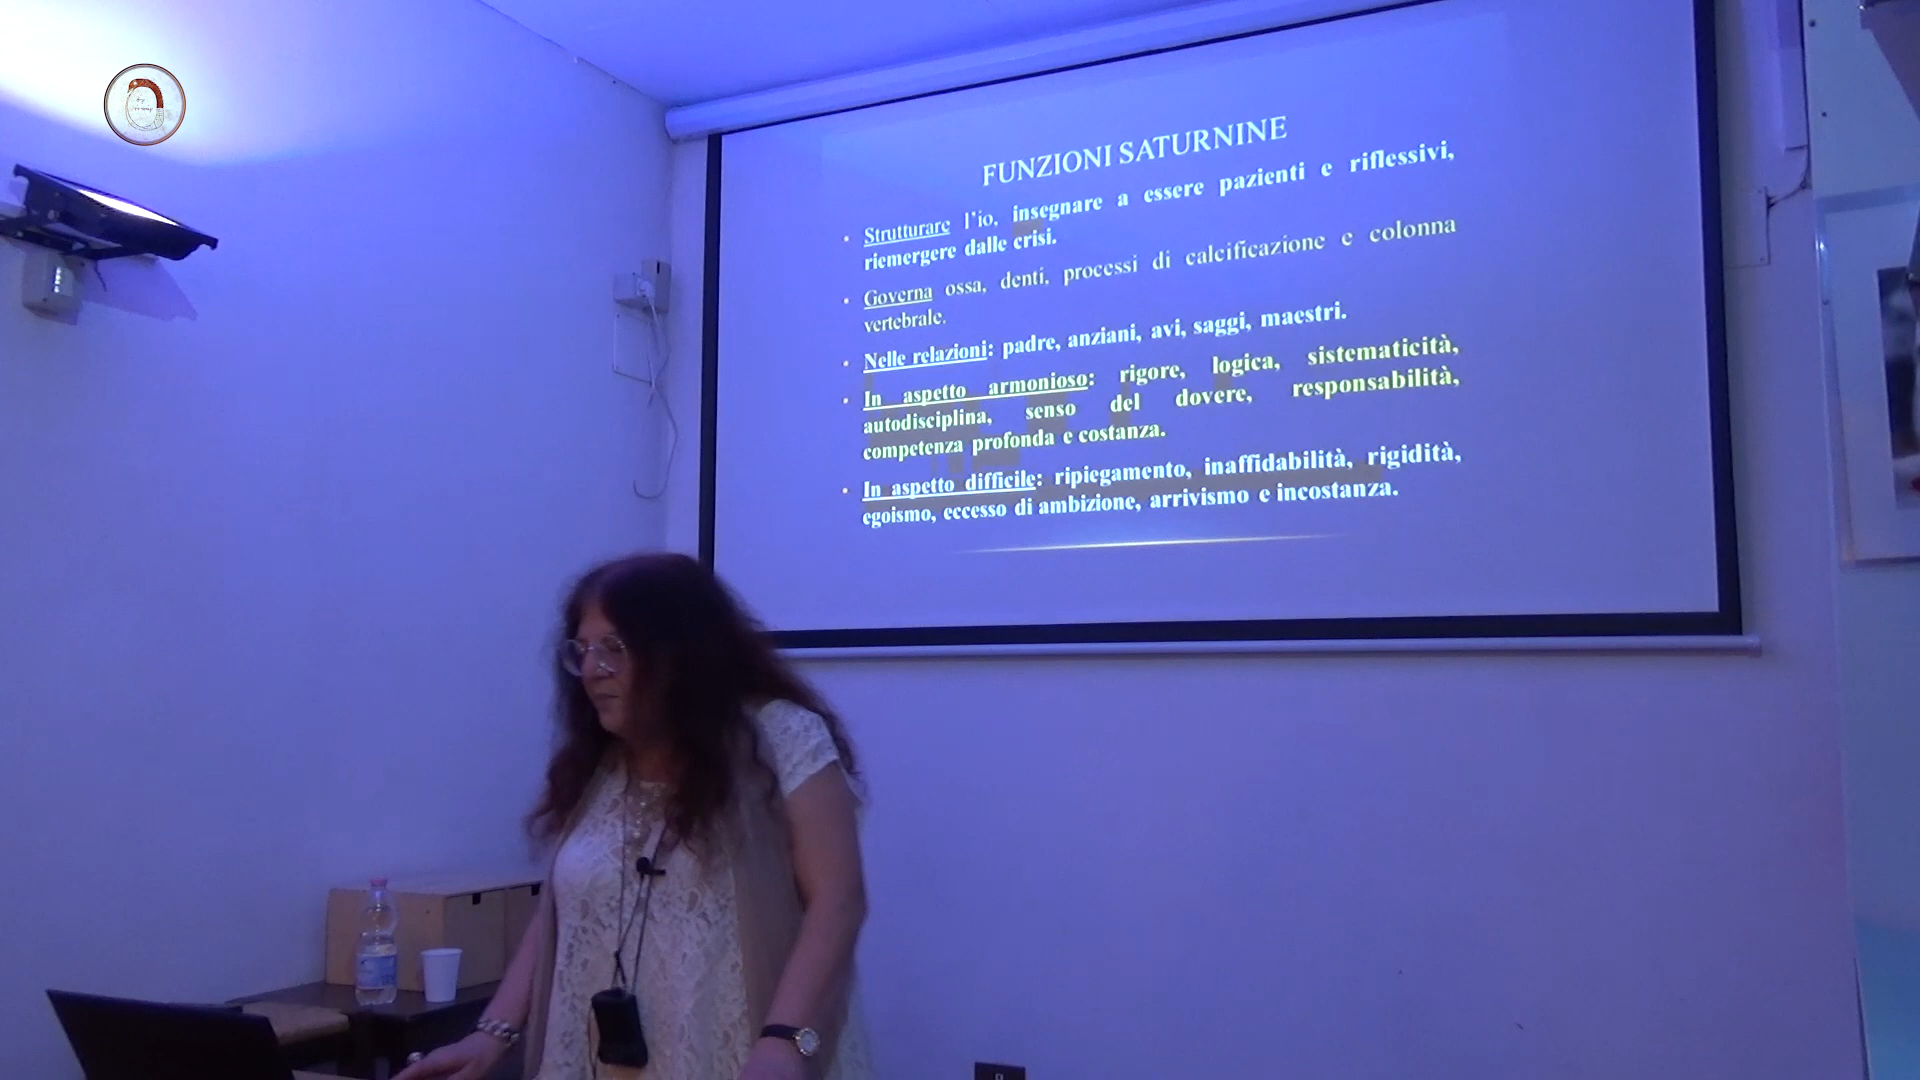 FUNZIONI SATURNINE
• Strutturare l'io, insegnare a essere pazienti e riflessivi,
riemergere dalle crisi.
• Governa ossa, denti, processi di calcificazione e colonna
vertebrale.
• Nelle relazioni: padre, anziani, avi, saggi, maestri.
• In aspetto armonioso: rigore, logica, sistematicità,
autodisciplina, senso del dovere, responsabilità,
competenza profonda e costanza.
• In aspetto difficile: ripiegamento, inaffidabilità, rigidità,
egoismo, eccesso di ambizione, arrivismo e incostanza.